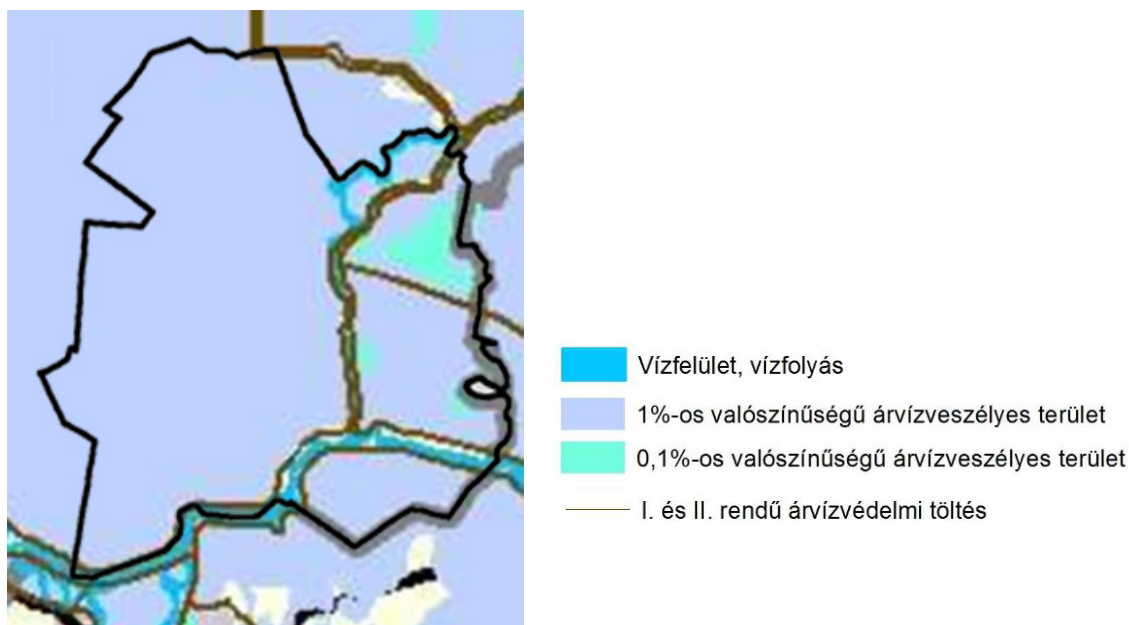 Vízfelület, vízfolyás
1%-os valószínűségű árvízveszélyes terület
0,1%-os valószínűségű árvízveszélyes terület
I. és II. rendű árvízvédelmi töltés